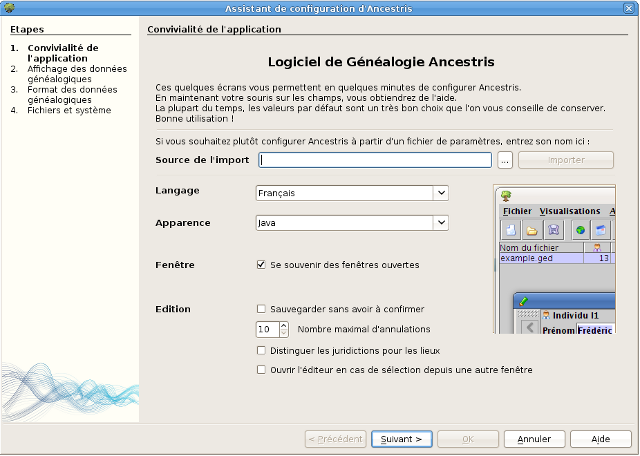 Assistant de configuration d'Ancestris
Etapes
1. Convivialité de
l'application
2. Affichage des données
généalogiques
3. Format des données
généalogiques
4. Fichiers et système
Convivialité de l'application
Logiciel de Généalogie Ancestris
Ces quelques écrans vous permettent en quelques minutes de configurer Ancestris.
En maintenant votre souris sur les champs, vous obtiendrez de l'aide.
La plupart du temps, les valeurs par défaut sont un très bon choix que l'on vous conseille de conserver.
Bonne utilisation !
Si vous souhaitez plutôt configurer Ancestris à partir d'un fichier de paramètres, entrez son nom ici :
Source de l'import ... Importer
Langage Français
Apparence Java
Fenêtre Se souvenir des fenêtres ouvertes
Edition Sauvegarder sans avoir à confirmer
10 Nombre maximal d'annulations
Distinguer les juridictions pour les lieux
Ouvrir l'éditeur en cas de sélection depuis une autre fenêtre
Fichier Visualisations A
Nom du fichier
example.ged 13
Individu I1
Prénom Frédéric
< Précédent Suivant > OK Annuler Aide